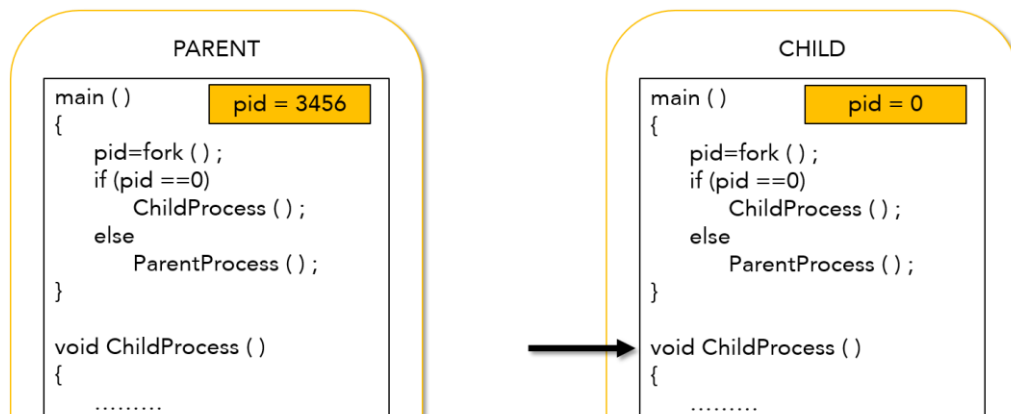 PARENT
main ( )
pid = 3456
{
pid=fork ( ) ;
if (pid ==0)
ChildProcess ( ) ;
else
ParentProcess ( ) ;
}
void ChildProcess ( )
{
.........
CHILD
main ( )
pid = 0
{
pid=fork ( ) ;
if (pid ==0)
ChildProcess ( ) ;
else
ParentProcess ( ) ;
}
void ChildProcess ( )
{
.........